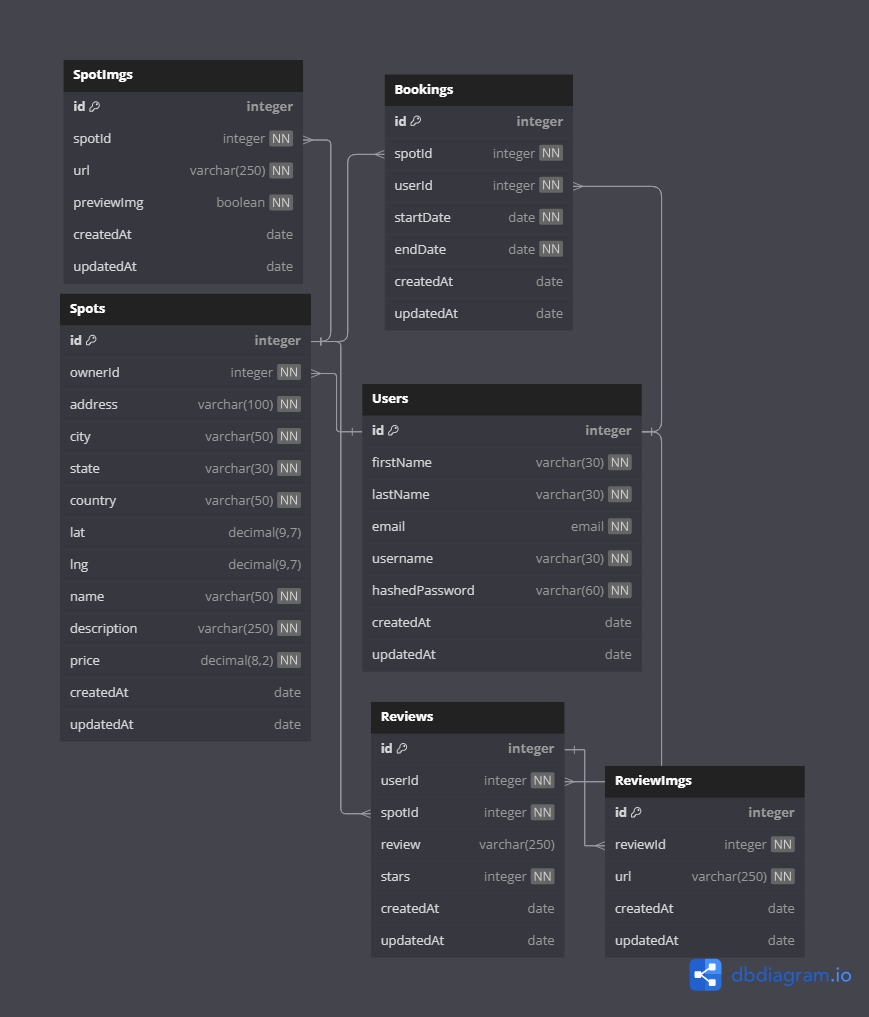 SpotImgs
id integer
spotId integer NN
url varchar(250) NN
previewImg boolean NN
createdAt date
updatedAt date
Bookings
id integer
spotId integer NN
userId integer NN
startDate date NN
endDate date NN
createdAt date
updatedAt date
Spots
id integer
ownerId integer NN
address varchar(100) NN
city varchar(50) NN
state varchar(30) NN
country varchar(50) NN
lat decimal(9,7)
lng decimal(9,7)
name varchar(50) NN
description varchar(250) NN
price decimal(8,2) NN
createdAt date
updatedAt date
Users
id integer
firstName varchar(30) NN
lastName varchar(30) NN
email email NN
username varchar(30) NN
hashedPassword varchar(60) NN
createdAt date
updatedAt date
Reviews
id integer
userId integer NN
spotId integer NN
review varchar(250)
stars integer NN
createdAt date
updatedAt date
ReviewImgs
id integer
reviewId integer NN
url varchar(250) NN
createdAt date
updatedAt date
dbdiagram.io